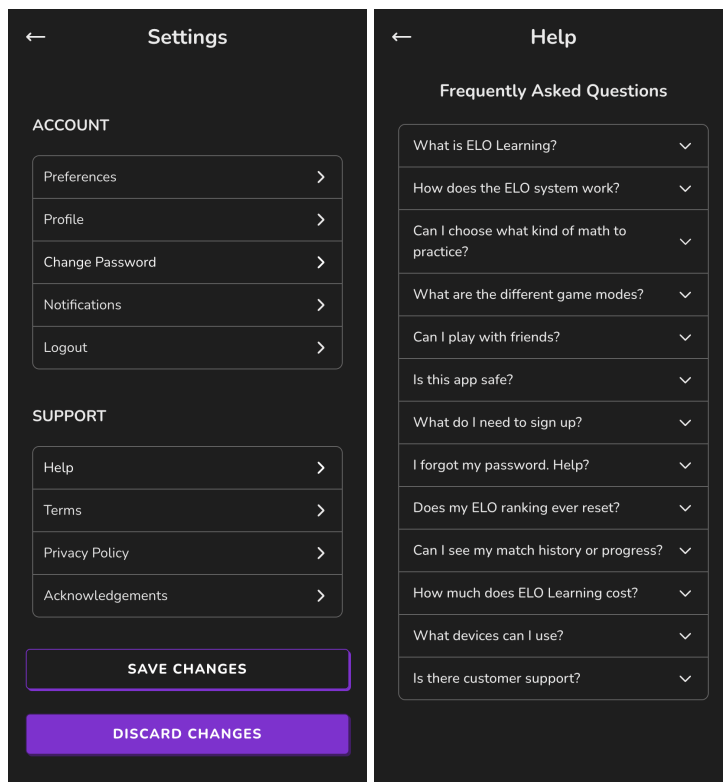 Settings
ACCOUNT
Preferences
Profile
Change Password
Notifications
Logout
SUPPORT
Help
Terms
Privacy Policy
Acknowledgements
SAVE CHANGES
DISCARD CHANGES
Help
Frequently Asked Questions
What is ELO Learning?
How does the ELO system work?
Can I choose what kind of math to
practice?
What are the different game modes?
Can I play with friends?
Is this app safe?
What do I need to sign up?
I forgot my password. Help?
Does my ELO ranking ever reset?
Can I see my match history or progress?
How much does ELO Learning cost?
What devices can I use?
Is there customer support?